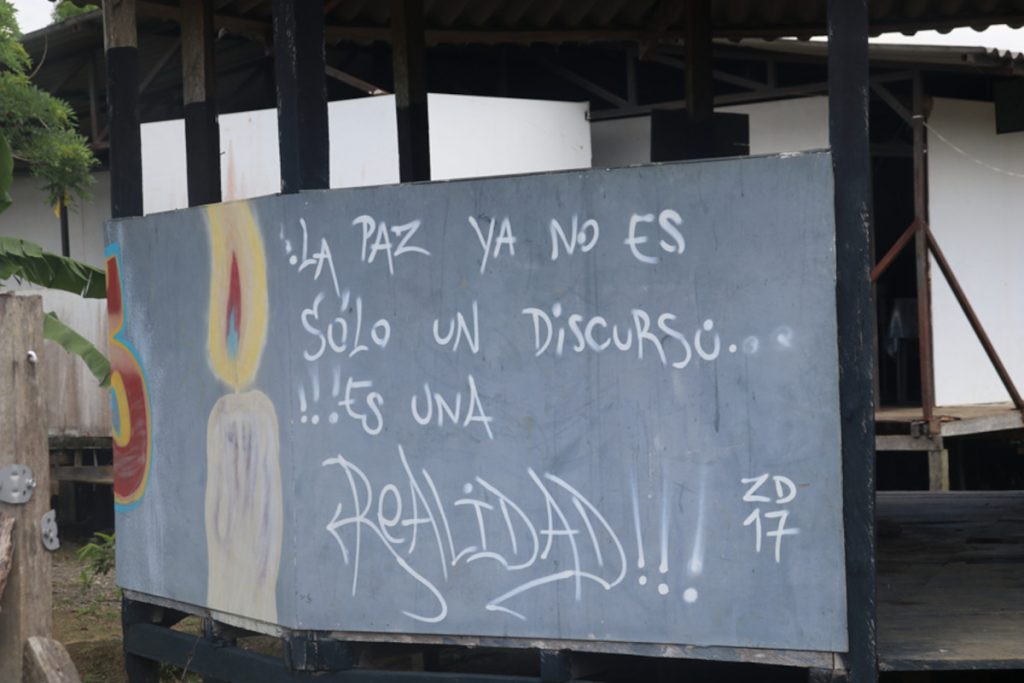 ¡LA PAZ YA NO ES
SÓLO UN DISCURSO...
!!!ES UNA
REALIDAD!!!
ZD
17